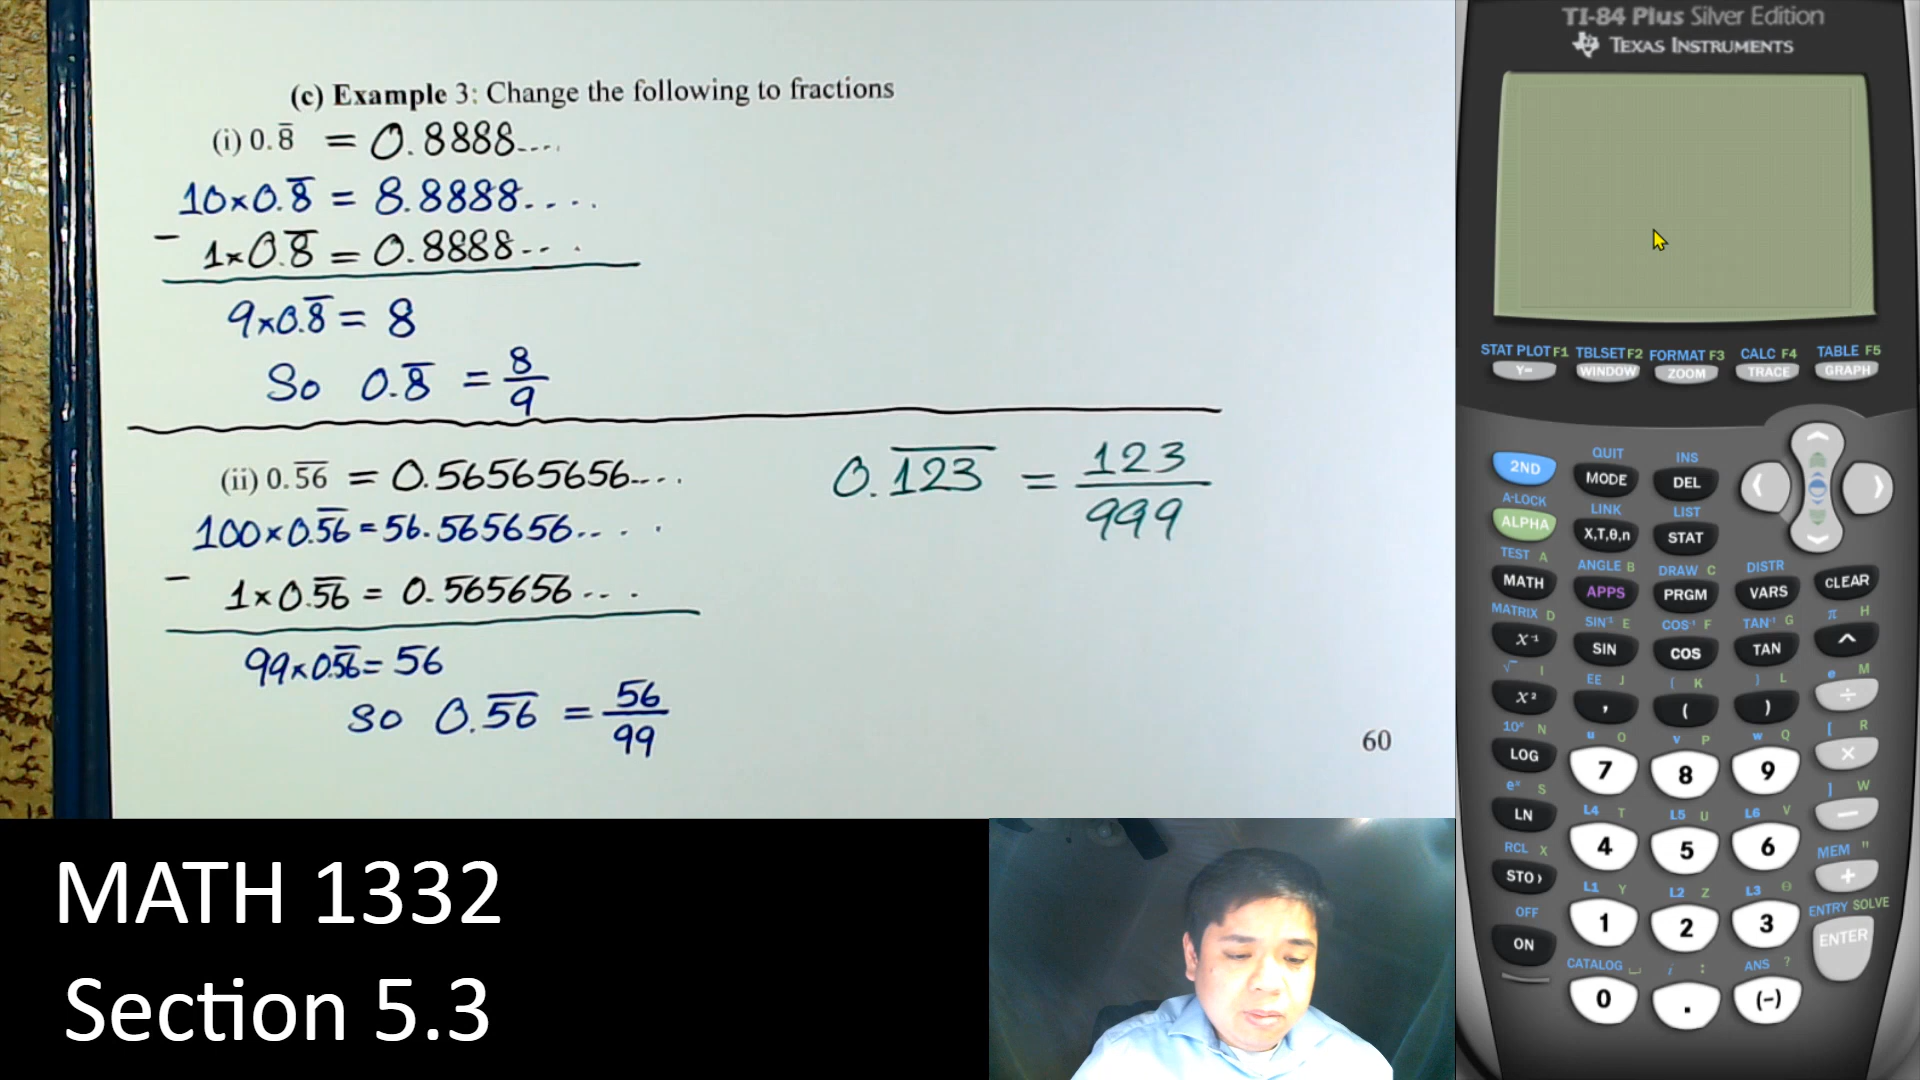 (c) Example 3: Change the following to fractions
(i) 0.8̅ = 0.8888....
10×0.8̅ = 8.8888....
− 1×0.8̅ = 0.8888....
9×0.8̅ = 8
So 0.8̅ = 8/9
(ii) 0.5̅6̅ = 0.56565656....
100×0.5̅6̅ = 56.565656....
− 1×0.5̅6̅ = 0.565656...
99×0.5̅6̅ = 56
so 0.5̅6̅ = 56/99
0.1̅2̅3̅ = 123/999
60
MATH 1332
Section 5.3
TI-84 Plus Silver Edition
TEXAS INSTRUMENTS
STAT PLOT F1 TBLSET F2 FORMAT F3 CALC F4 TABLE F5
Y= WINDOW ZOOM TRACE GRAPH
QUIT INS
2ND MODE DEL
A-LOCK LINK LIST
ALPHA X,T,θ,n STAT
TEST A ANGLE B DRAW C DISTR
MATH APPS PRGM VARS CLEAR
MATRIX D SIN⁻¹ E COS⁻¹ F TAN⁻¹ G π H
X⁻¹ SIN COS TAN ^
√ I EE J { K } L e M
X² , ( ) ÷
10ˣ N u O v P w Q [ R
LOG 7 8 9 ×
eˣ S L4 T L5 U L6 V ] W
LN 4 5 6 −
RCL X L1 Y L2 Z L3 θ MEM "
STO› 1 2 3 +
OFF CATALOG ⎵ i : ANS ? ENTRY SOLVE
ON 0 . (-) ENTER